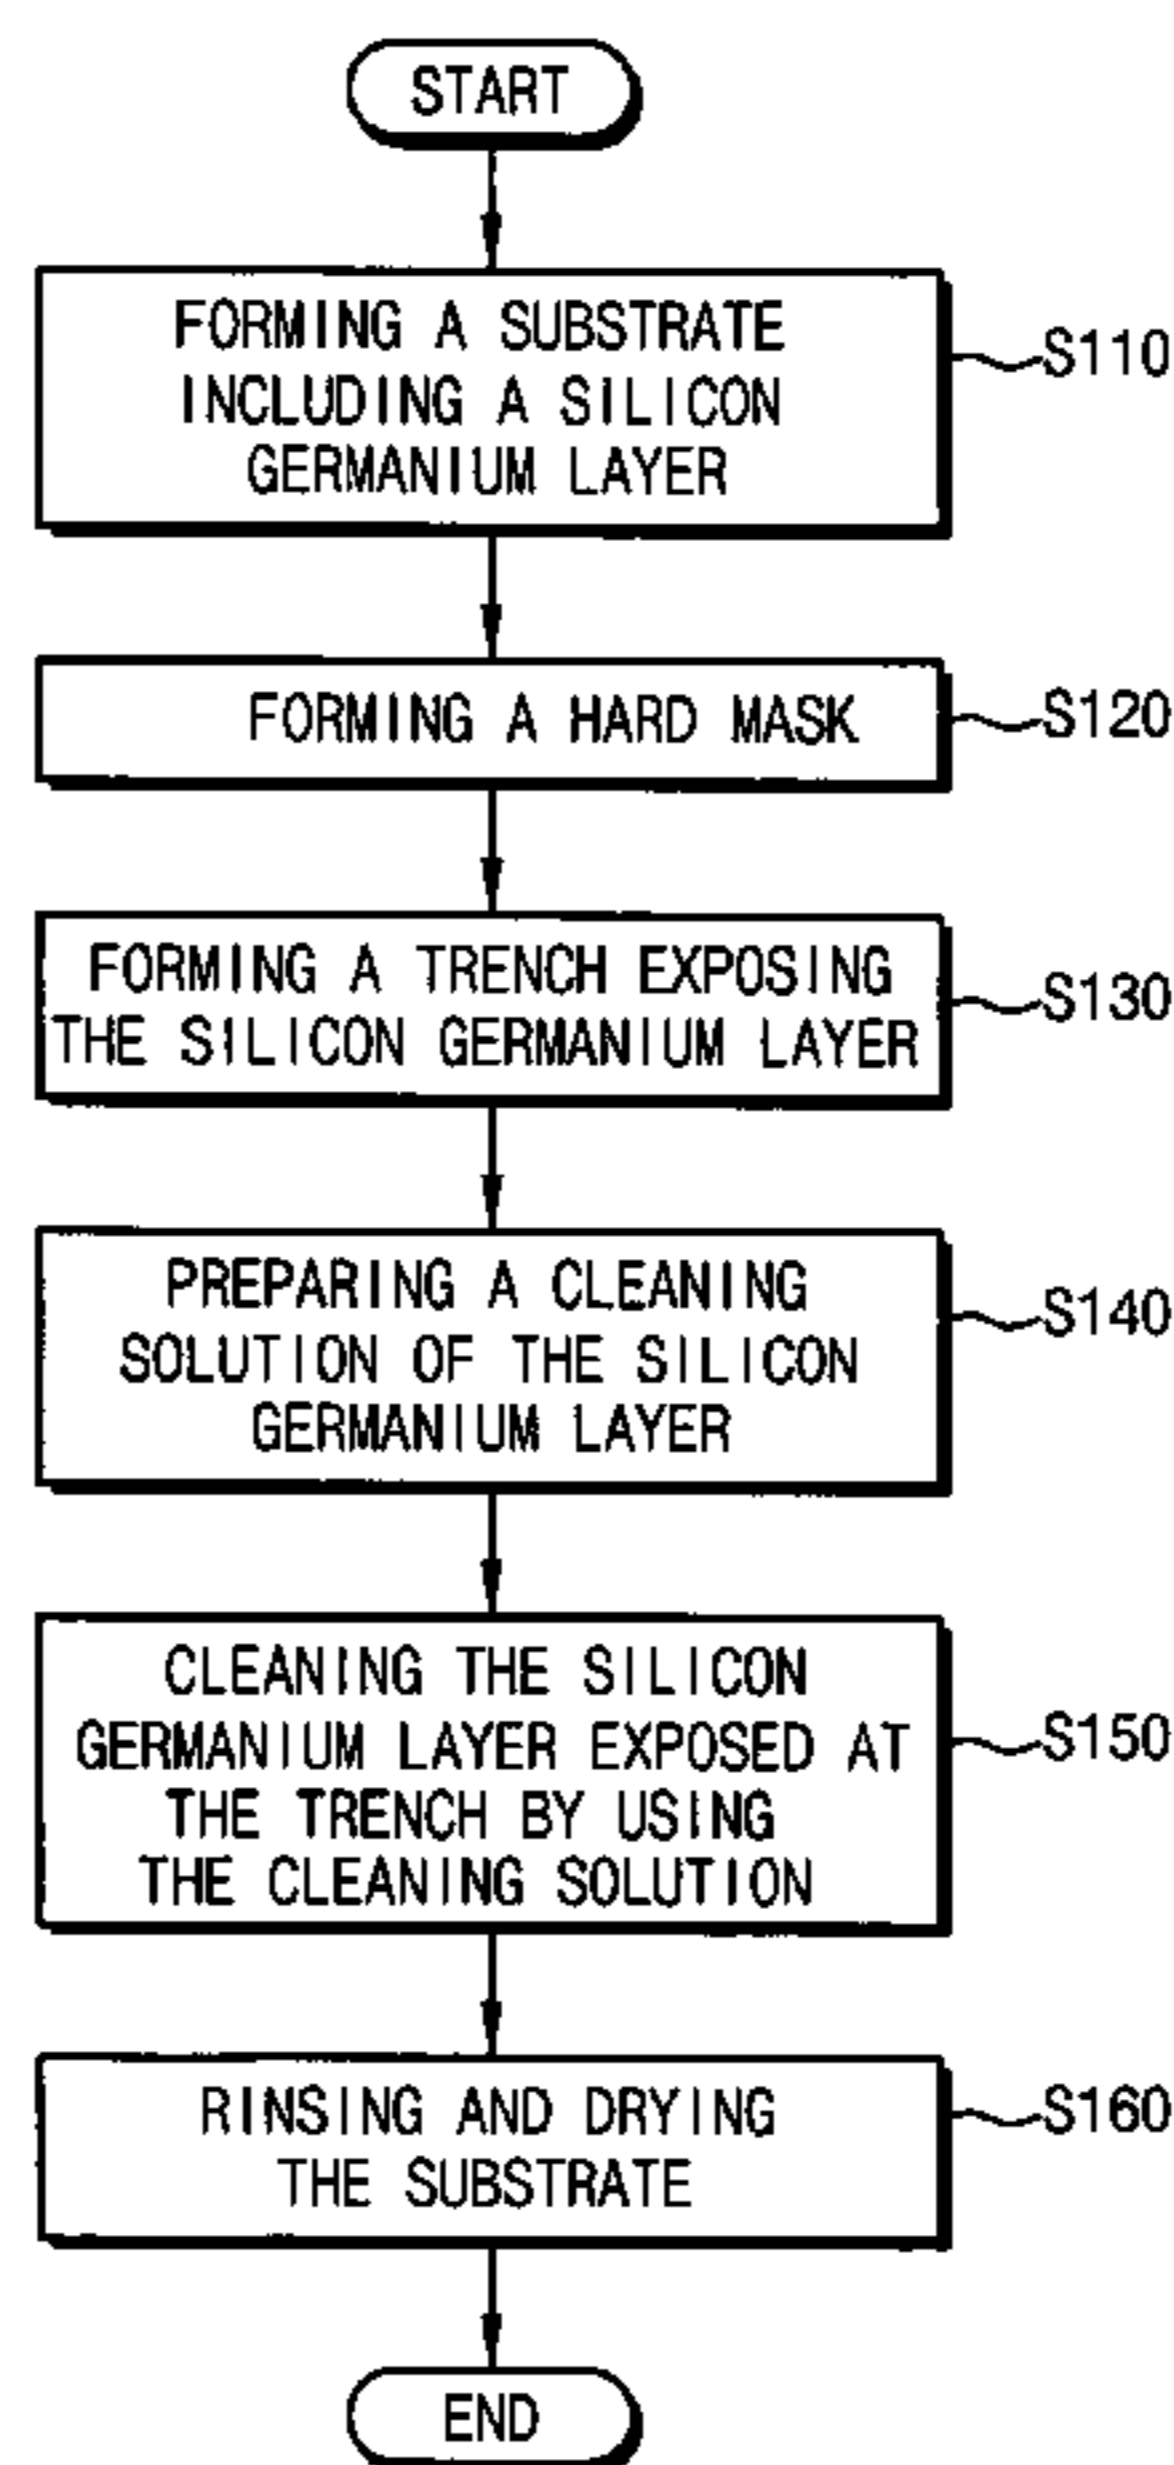 START
FORMING A SUBSTRATE
INCLUDING A SILICON
GERMANIUM LAYER
S110
FORMING A HARD MASK
S120
FORMING A TRENCH EXPOSING
THE SILICON GERMANIUM LAYER
S130
PREPARING A CLEANING
SOLUTION OF THE SILICON
GERMANIUM LAYER
S140
CLEANING THE SILICON
GERMANIUM LAYER EXPOSED AT
THE TRENCH BY USING
THE CLEANING SOLUTION
S150
RINSING AND DRYING
THE SUBSTRATE
S160
END